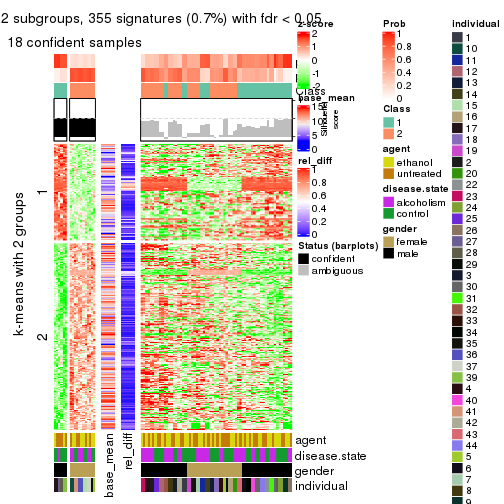 2 subgroups, 355 signatures (0.7%) with fdr < 0.05
18 confident samples
k-means with 2 groups
1
2
Class
Silhouette
score
base_mean
rel_diff
agent
disease.state
gender
individual
z-score
2
1
0
-1
-2
base_mean
15
10
5
0
rel_diff
1
0.8
0.6
0.4
0.2
0
Status (barplots)
confident
ambiguous
Prob
1
0.8
0.6
0.4
0.2
0
Class
1
2
agent
ethanol
untreated
disease.state
alcoholism
control
gender
female
male
individual
1
10
11
12
13
14
15
16
17
18
19
2
20
22
23
24
25
26
27
28
29
3
30
31
32
33
34
35
36
37
39
4
40
41
42
43
44
5
6
7
8
9